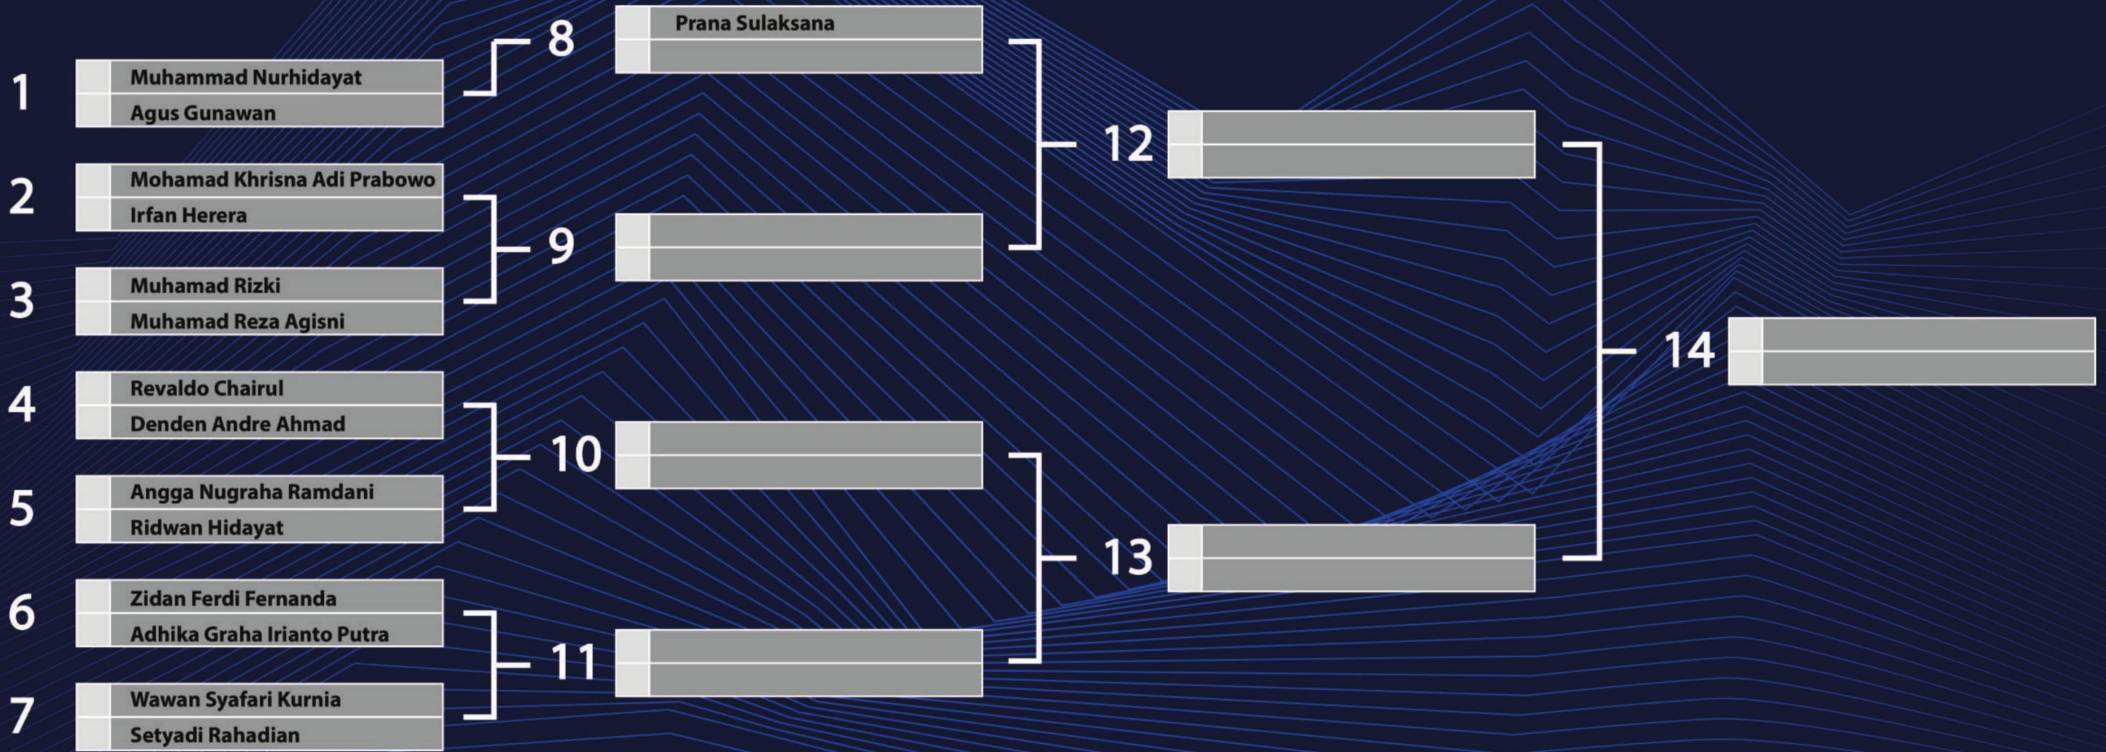 1
Muhammad Nurhidayat
Agus Gunawan
2
Mohamad Khrisna Adi Prabowo
Irfan Herera
3
Muhamad Rizki
Muhamad Reza Agisni
4
Revaldo Chairul
Denden Andre Ahmad
5
Angga Nugraha Ramdani
Ridwan Hidayat
6
Zidan Ferdi Fernanda
Adhika Graha Irianto Putra
7
Wawan Syafari Kurnia
Setyadi Rahadian
8
Prana Sulaksana
9
10
11
12
13
14